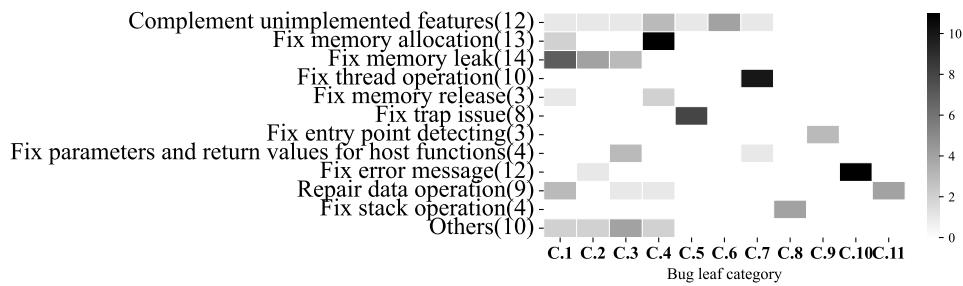 Complement unimplemented features(12)
Fix memory allocation(13)
Fix memory leak(14)
Fix thread operation(10)
Fix memory release(3)
Fix trap issue(8)
Fix entry point detecting(3)
Fix parameters and return values for host functions(4)
Fix error message(12)
Repair data operation(9)
Fix stack operation(4)
Others(10)
C.1 C.2 C.3 C.4 C.5 C.6 C.7 C.8 C.9 C.10 C.11
Bug leaf category
10
8
6
4
2
0